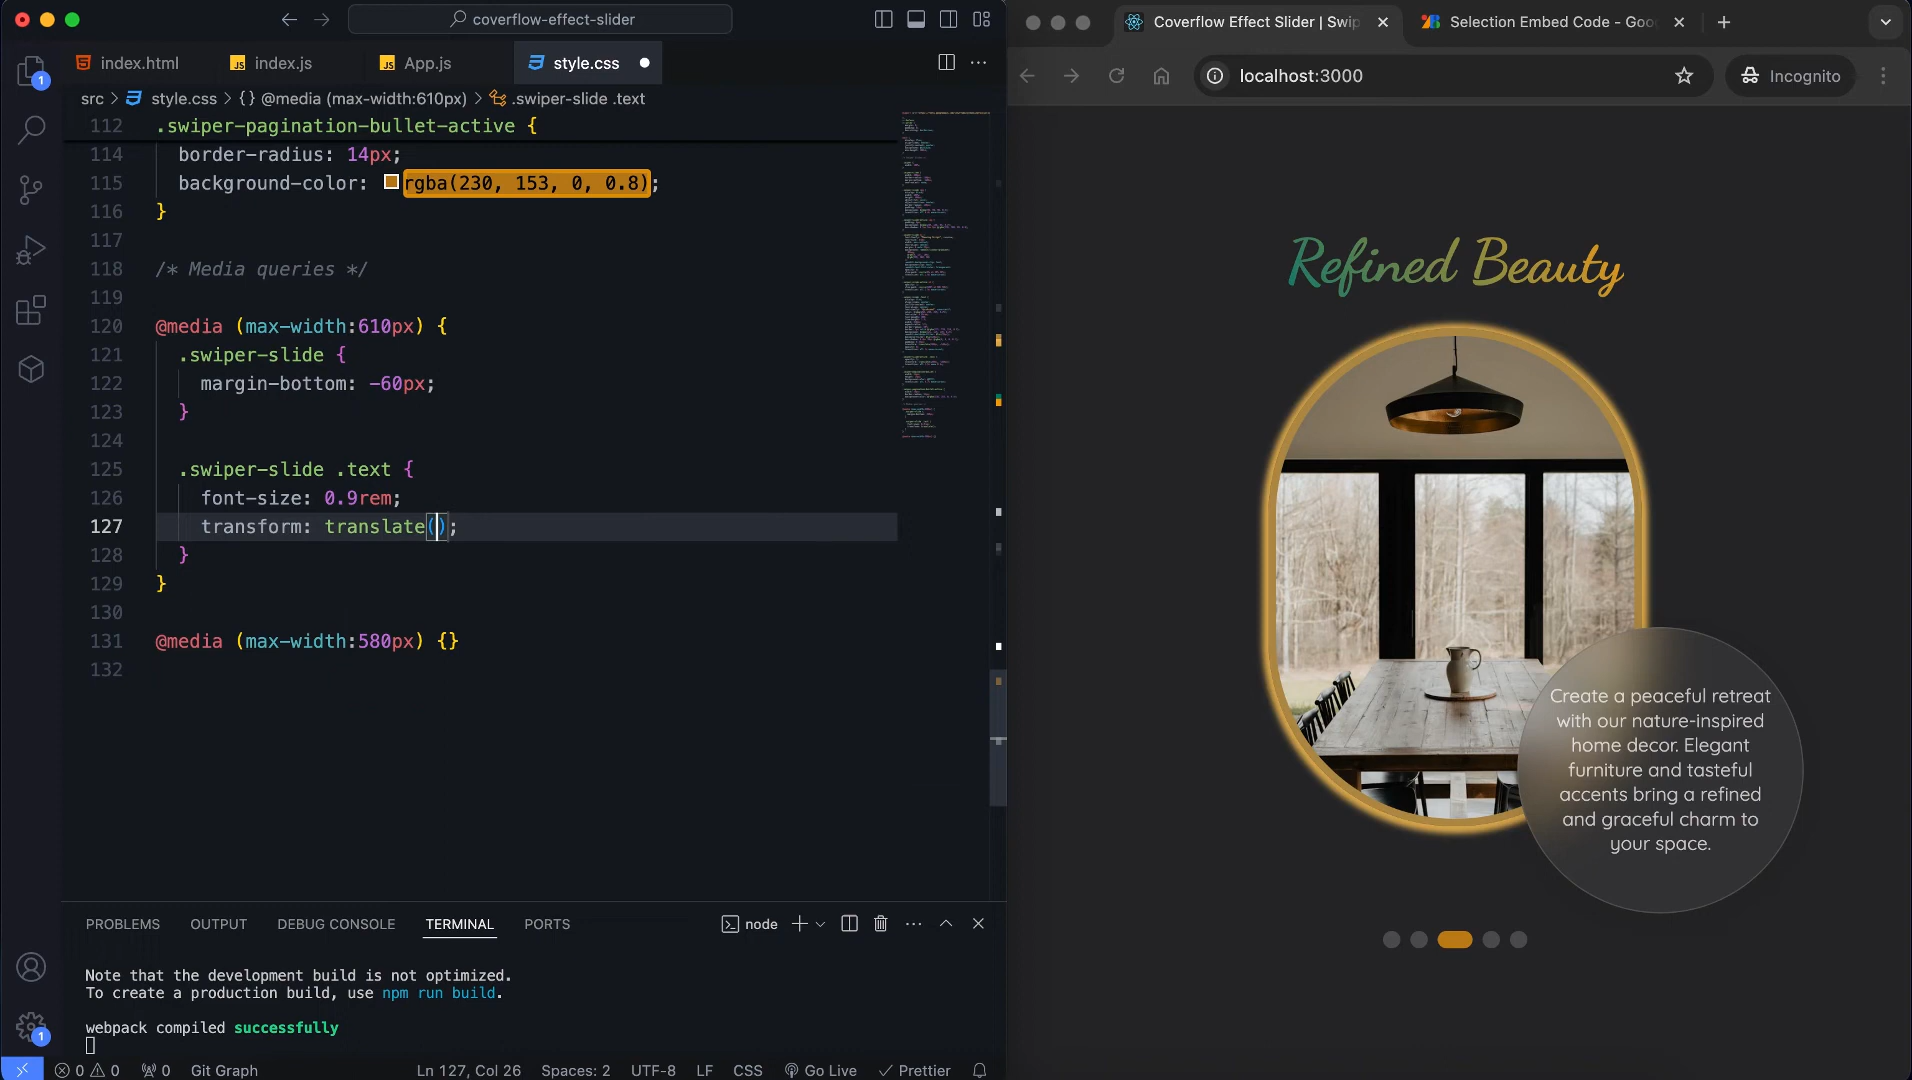 coverflow-effect-slider
index.html
index.js
App.js
style.css
src > style.css > {} @media (max-width:610px) > .swiper-slide .text
112 .swiper-pagination-bullet-active {
114 border-radius: 14px;
115 background-color: rgba(230, 153, 0, 0.8);
116 }
117
118 /* Media queries */
119
120 @media (max-width:610px) {
121 .swiper-slide {
122 margin-bottom: -60px;
123 }
124
125 .swiper-slide .text {
126 font-size: 0.9rem;
127 transform: translate();
128 }
129 }
130
131 @media (max-width:580px) {}
132
1
1
PROBLEMS OUTPUT DEBUG CONSOLE TERMINAL PORTS
node
Note that the development build is not optimized.
To create a production build, use npm run build.
webpack compiled successfully
0 0 0 Git Graph Ln 127, Col 26 Spaces: 2 UTF-8 LF CSS Go Live Prettier
Coverflow Effect Slider | Swip
Selection Embed Code - Goo
localhost:3000
Incognito
Refined Beauty
Create a peaceful retreat
with our nature-inspired
home decor. Elegant
furniture and tasteful
accents bring a refined
and graceful charm to
your space.